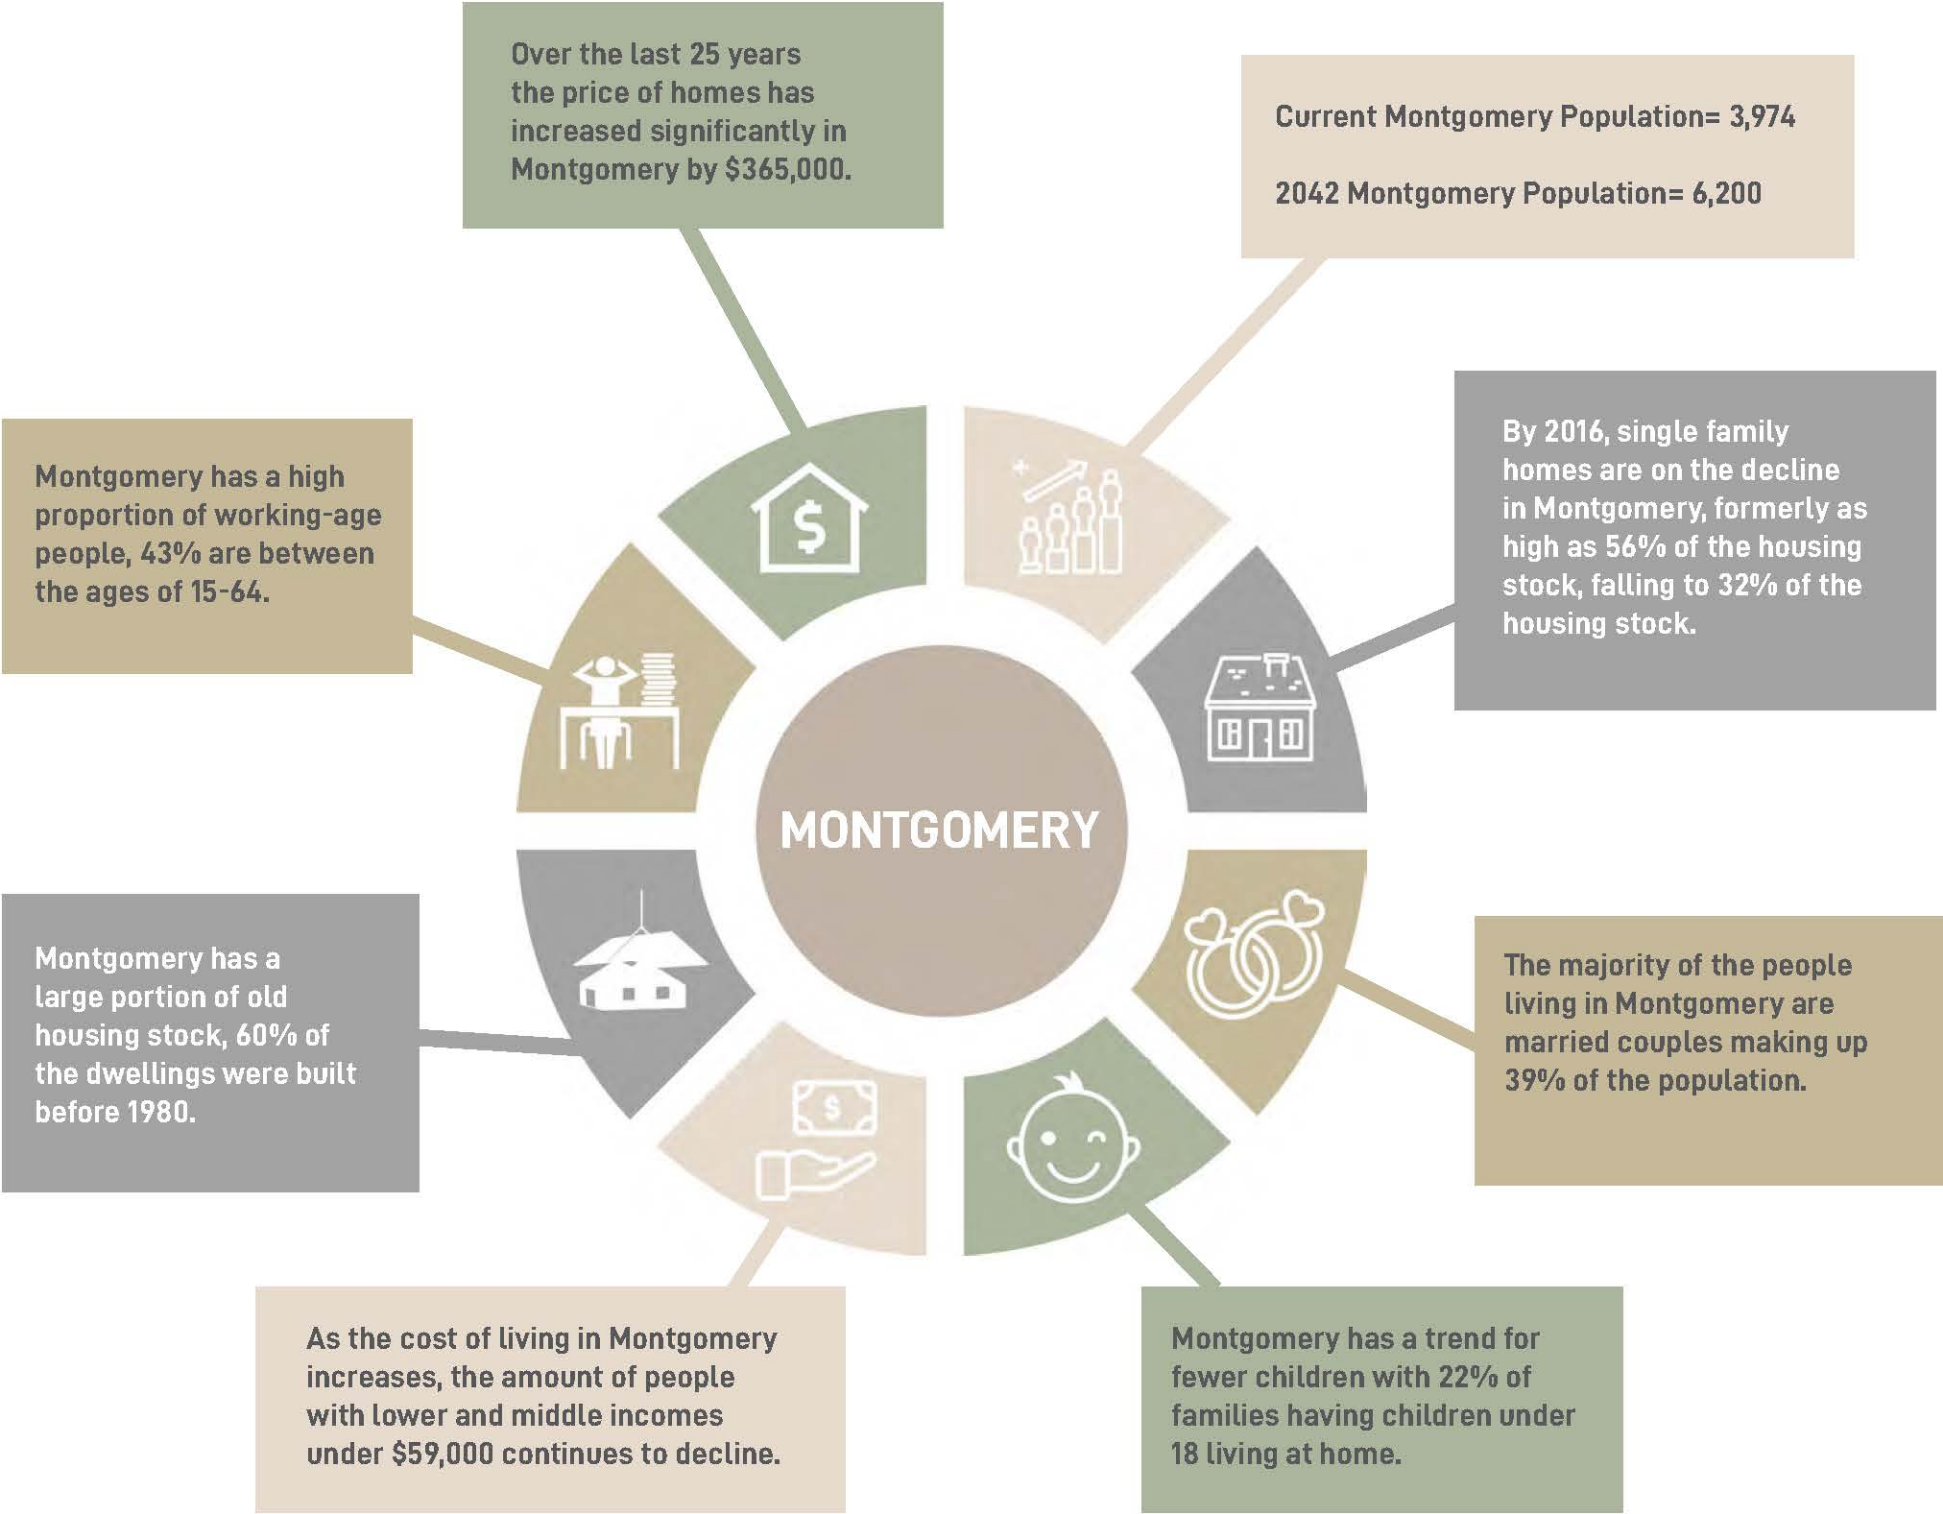 Over the last 25 years
the price of homes has
increased significantly in
Montgomery by $365,000.
Current Montgomery Population= 3,974
2042 Montgomery Population= 6,200
By 2016, single family
homes are on the decline
in Montgomery, formerly as
high as 56% of the housing
stock, falling to 32% of the
housing stock.
Montgomery has a high
proportion of working-age
people, 43% are between
the ages of 15-64.
$
MONTGOMERY
Montgomery has a
large portion of old
housing stock, 60% of
the dwellings were built
before 1980.
The majority of the people
living in Montgomery are
married couples making up
39% of the population.
$
As the cost of living in Montgomery
increases, the amount of people
with lower and middle incomes
under $59,000 continues to decline.
Montgomery has a trend for
fewer children with 22% of
families having children under
18 living at home.